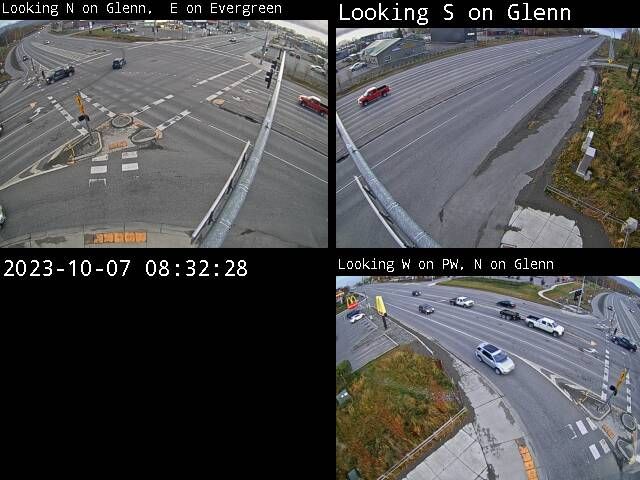 Looking N on Glenn,  E on Evergreen
Looking S on Glenn
2023-10-07 08:32:28
Looking W on PW, N on Glenn